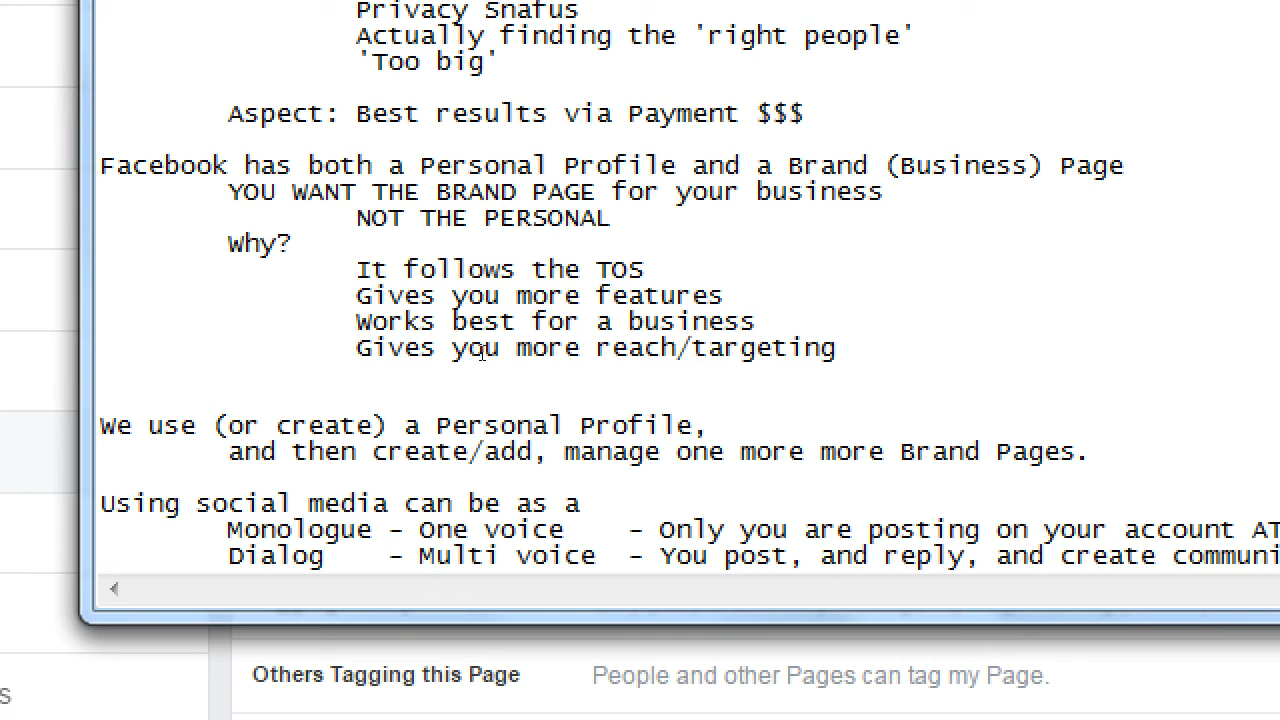 Privacy Snafus
Actually finding the 'right people'
'Too big'
Aspect: Best results via Payment $$$
Facebook has both a Personal Profile and a Brand (Business) Page
YOU WANT THE BRAND PAGE for your business
NOT THE PERSONAL
Why?
It follows the TOS
Gives you more features
Works best for a business
Gives you more reach/targeting
We use (or create) a Personal Profile,
and then create/add, manage one more more Brand Pages.
Using social media can be as a
Monologue - One voice - Only you are posting on your account AT
Dialog - Multi voice - You post, and reply, and create communi
Others Tagging this Page People and other Pages can tag my Page.
s